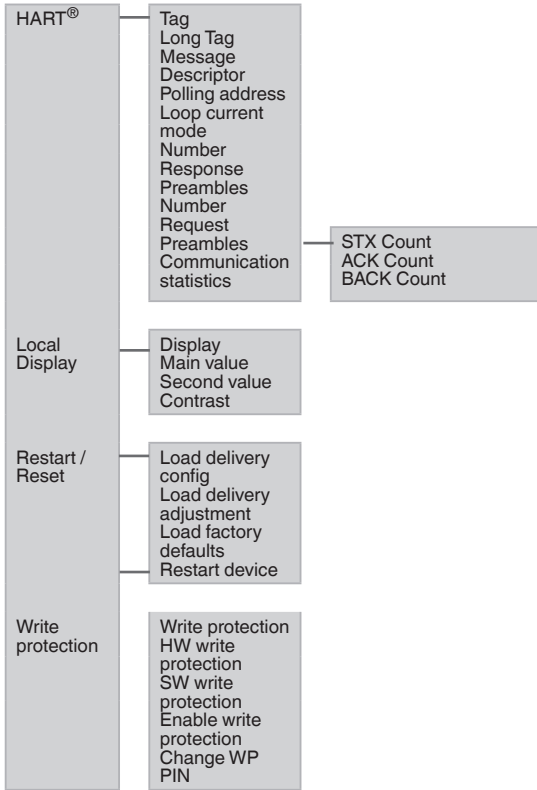 HART®
Tag
Long Tag
Message
Descriptor
Polling address
Loop current
mode
Number
Response
Preambles
Number
Request
Preambles
Communication
statistics
STX Count
ACK Count
BACK Count
Local
Display
Display
Main value
Second value
Contrast
Restart /
Reset
Load delivery
config
Load delivery
adjustment
Load factory
defaults
Restart device
Write
protection
Write protection
HW write
protection
SW write
protection
Enable write
protection
Change WP
PIN